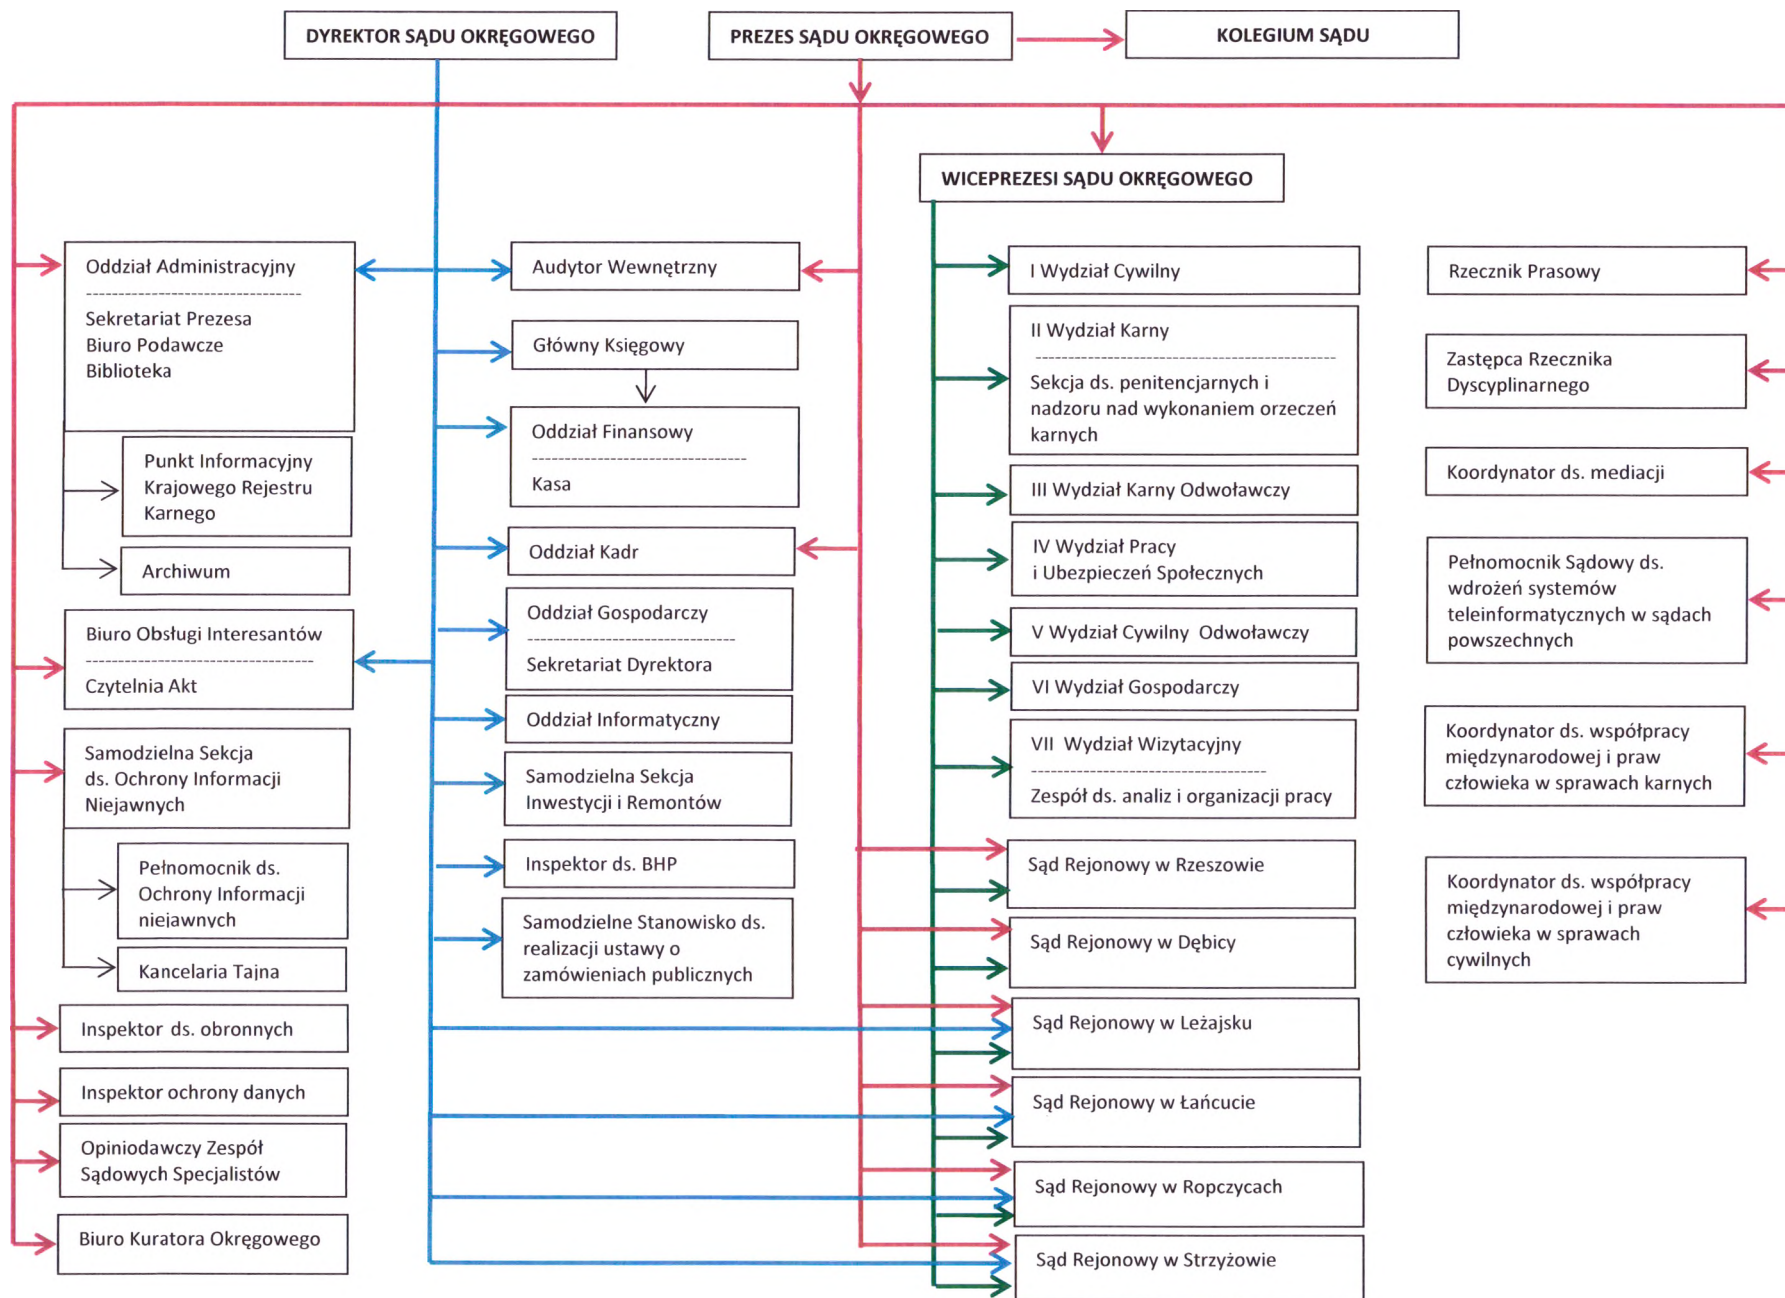 DYREKTOR SĄDU OKRĘGOWEGO
PREZES SĄDU OKRĘGOWEGO
KOLEGIUM SĄDU
WICEPREZESI SĄDU OKRĘGOWEGO
Oddział Administracyjny
Sekretariat Prezesa
Biuro Podawcze
Biblioteka
Punkt Informacyjny
Krajowego Rejestru
Karnego
Archiwum
Biuro Obsługi Interesantów
Czytelnia Akt
Samodzielna Sekcja
ds. Ochrony Informacji
Niejawnych
Pełnomocnik ds.
Ochrony Informacji
niejawnych
Kancelaria Tajna
Inspektor ds. obronnych
Inspektor ochrony danych
Opiniodawczy Zespół
Sądowych Specjalistów
Biuro Kuratora Okręgowego
Audytor Wewnętrzny
Główny Księgowy
Oddział Finansowy
Kasa
Oddział Kadr
Oddział Gospodarczy
Sekretariat Dyrektora
Oddział Informatyczny
Samodzielna Sekcja
Inwestycji i Remontów
Inspektor ds. BHP
Samodzielne Stanowisko ds.
realizacji ustawy o
zamówieniach publicznych
I Wydział Cywilny
II Wydział Karny
Sekcja ds. penitencjarnych i
nadzoru nad wykonaniem orzeczeń
karnych
III Wydział Karny Odwoławczy
IV Wydział Pracy
i Ubezpieczeń Społecznych
V Wydział Cywilny Odwoławczy
VI Wydział Gospodarczy
VII Wydział Wizytacyjny
Zespół ds. analiz i organizacji pracy
Sąd Rejonowy w Rzeszowie
Sąd Rejonowy w Dębicy
Sąd Rejonowy w Leżajsku
Sąd Rejonowy w Łańcucie
Sąd Rejonowy w Ropczycach
Sąd Rejonowy w Strzyżowie
Rzecznik Prasowy
Zastępca Rzecznika
Dyscyplinarnego
Koordynator ds. mediacji
Pełnomocnik Sądowy ds.
wdrożeń systemów
teleinformatycznych w sądach
powszechnych
Koordynator ds. współpracy
międzynarodowej i praw
człowieka w sprawach karnych
Koordynator ds. współpracy
międzynarodowej i praw
człowieka w sprawach
cywilnych